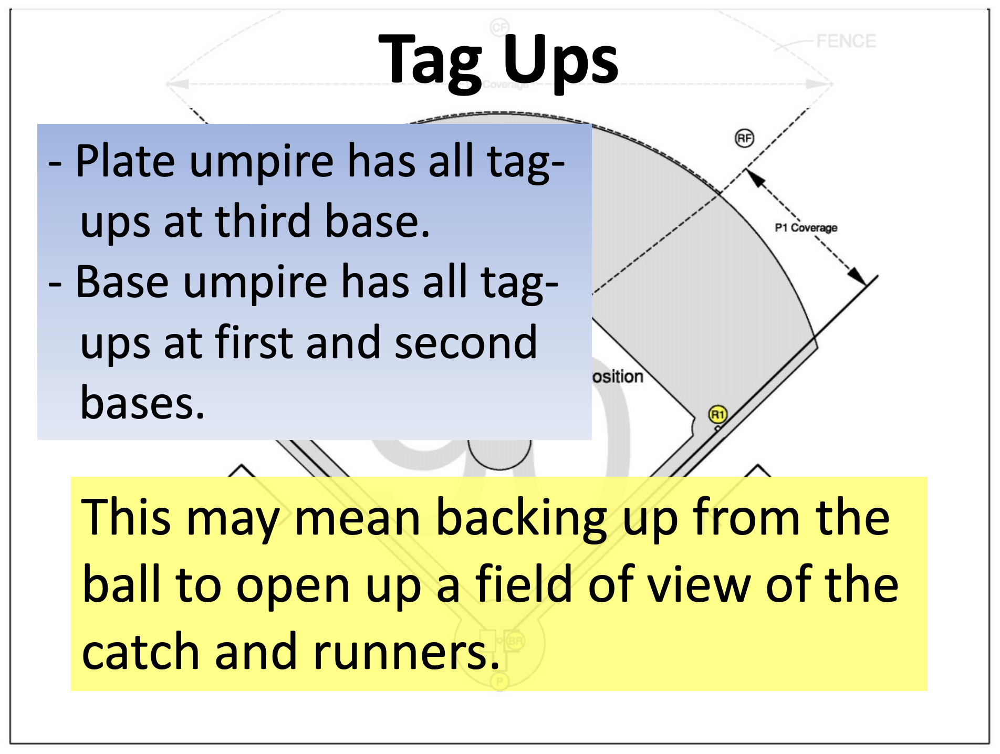 CF
Tag Ups
FENCE
Coverage
RF
- Plate umpire has all tag-
ups at third base.
P1 Coverage
- Base umpire has all tag-
ups at first and second
osition
bases.
R1
This may mean backing up from the
ball to open up a field of view of the
catch and runners.
BR
P